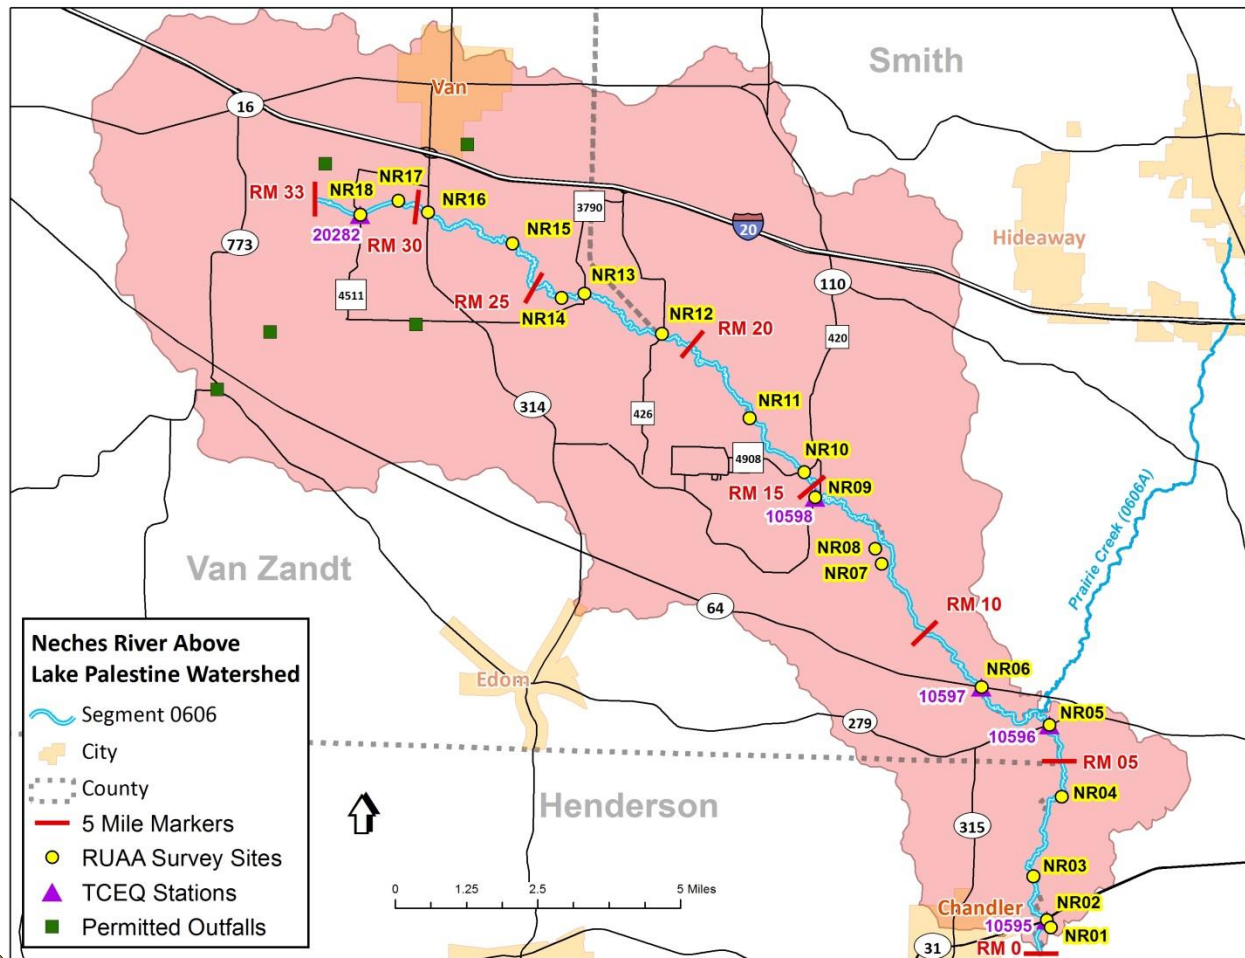 Smith
Van
16
NR17
RM 33
NR18
NR16
3790
20282
RM 30
NR15
20
Hideaway
773
NR13
110
4511
RM 25
NR14
NR12
RM 20
420
314
426
NR11
4908
NR10
RM 15
NR09
10598
Prairie Creek (0606A)
NR08
NR07
Van Zandt
64
RM 10
NR06
Edom
10597
NR05
279
10596
RM 05
Henderson
NR04
315
NR03
Chandler
NR02
10595
NR01
31
RM 0
Neches River Above
Lake Palestine Watershed
Segment 0606
City
County
5 Mile Markers
RUAA Survey Sites
TCEQ Stations
Permitted Outfalls
0 1.25 2.5 5 Miles